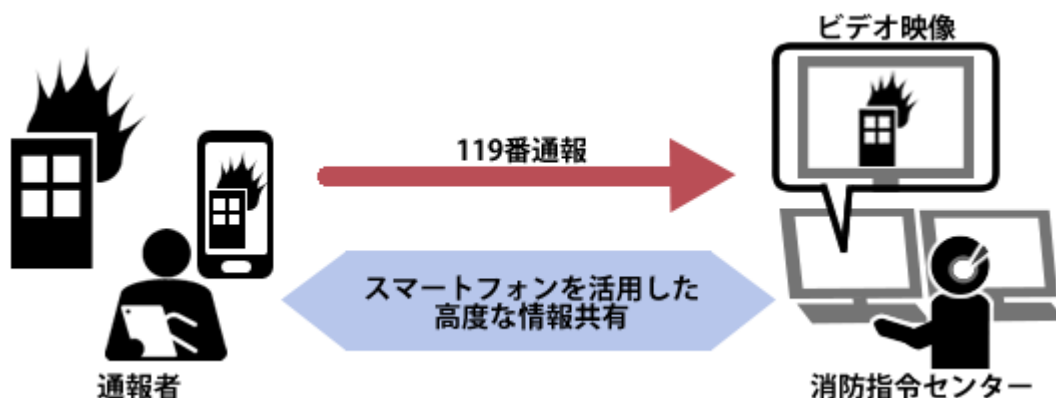 ビデオ映像
119番通報
スマートフォンを活用した
高度な情報共有
通報者
消防指令センター